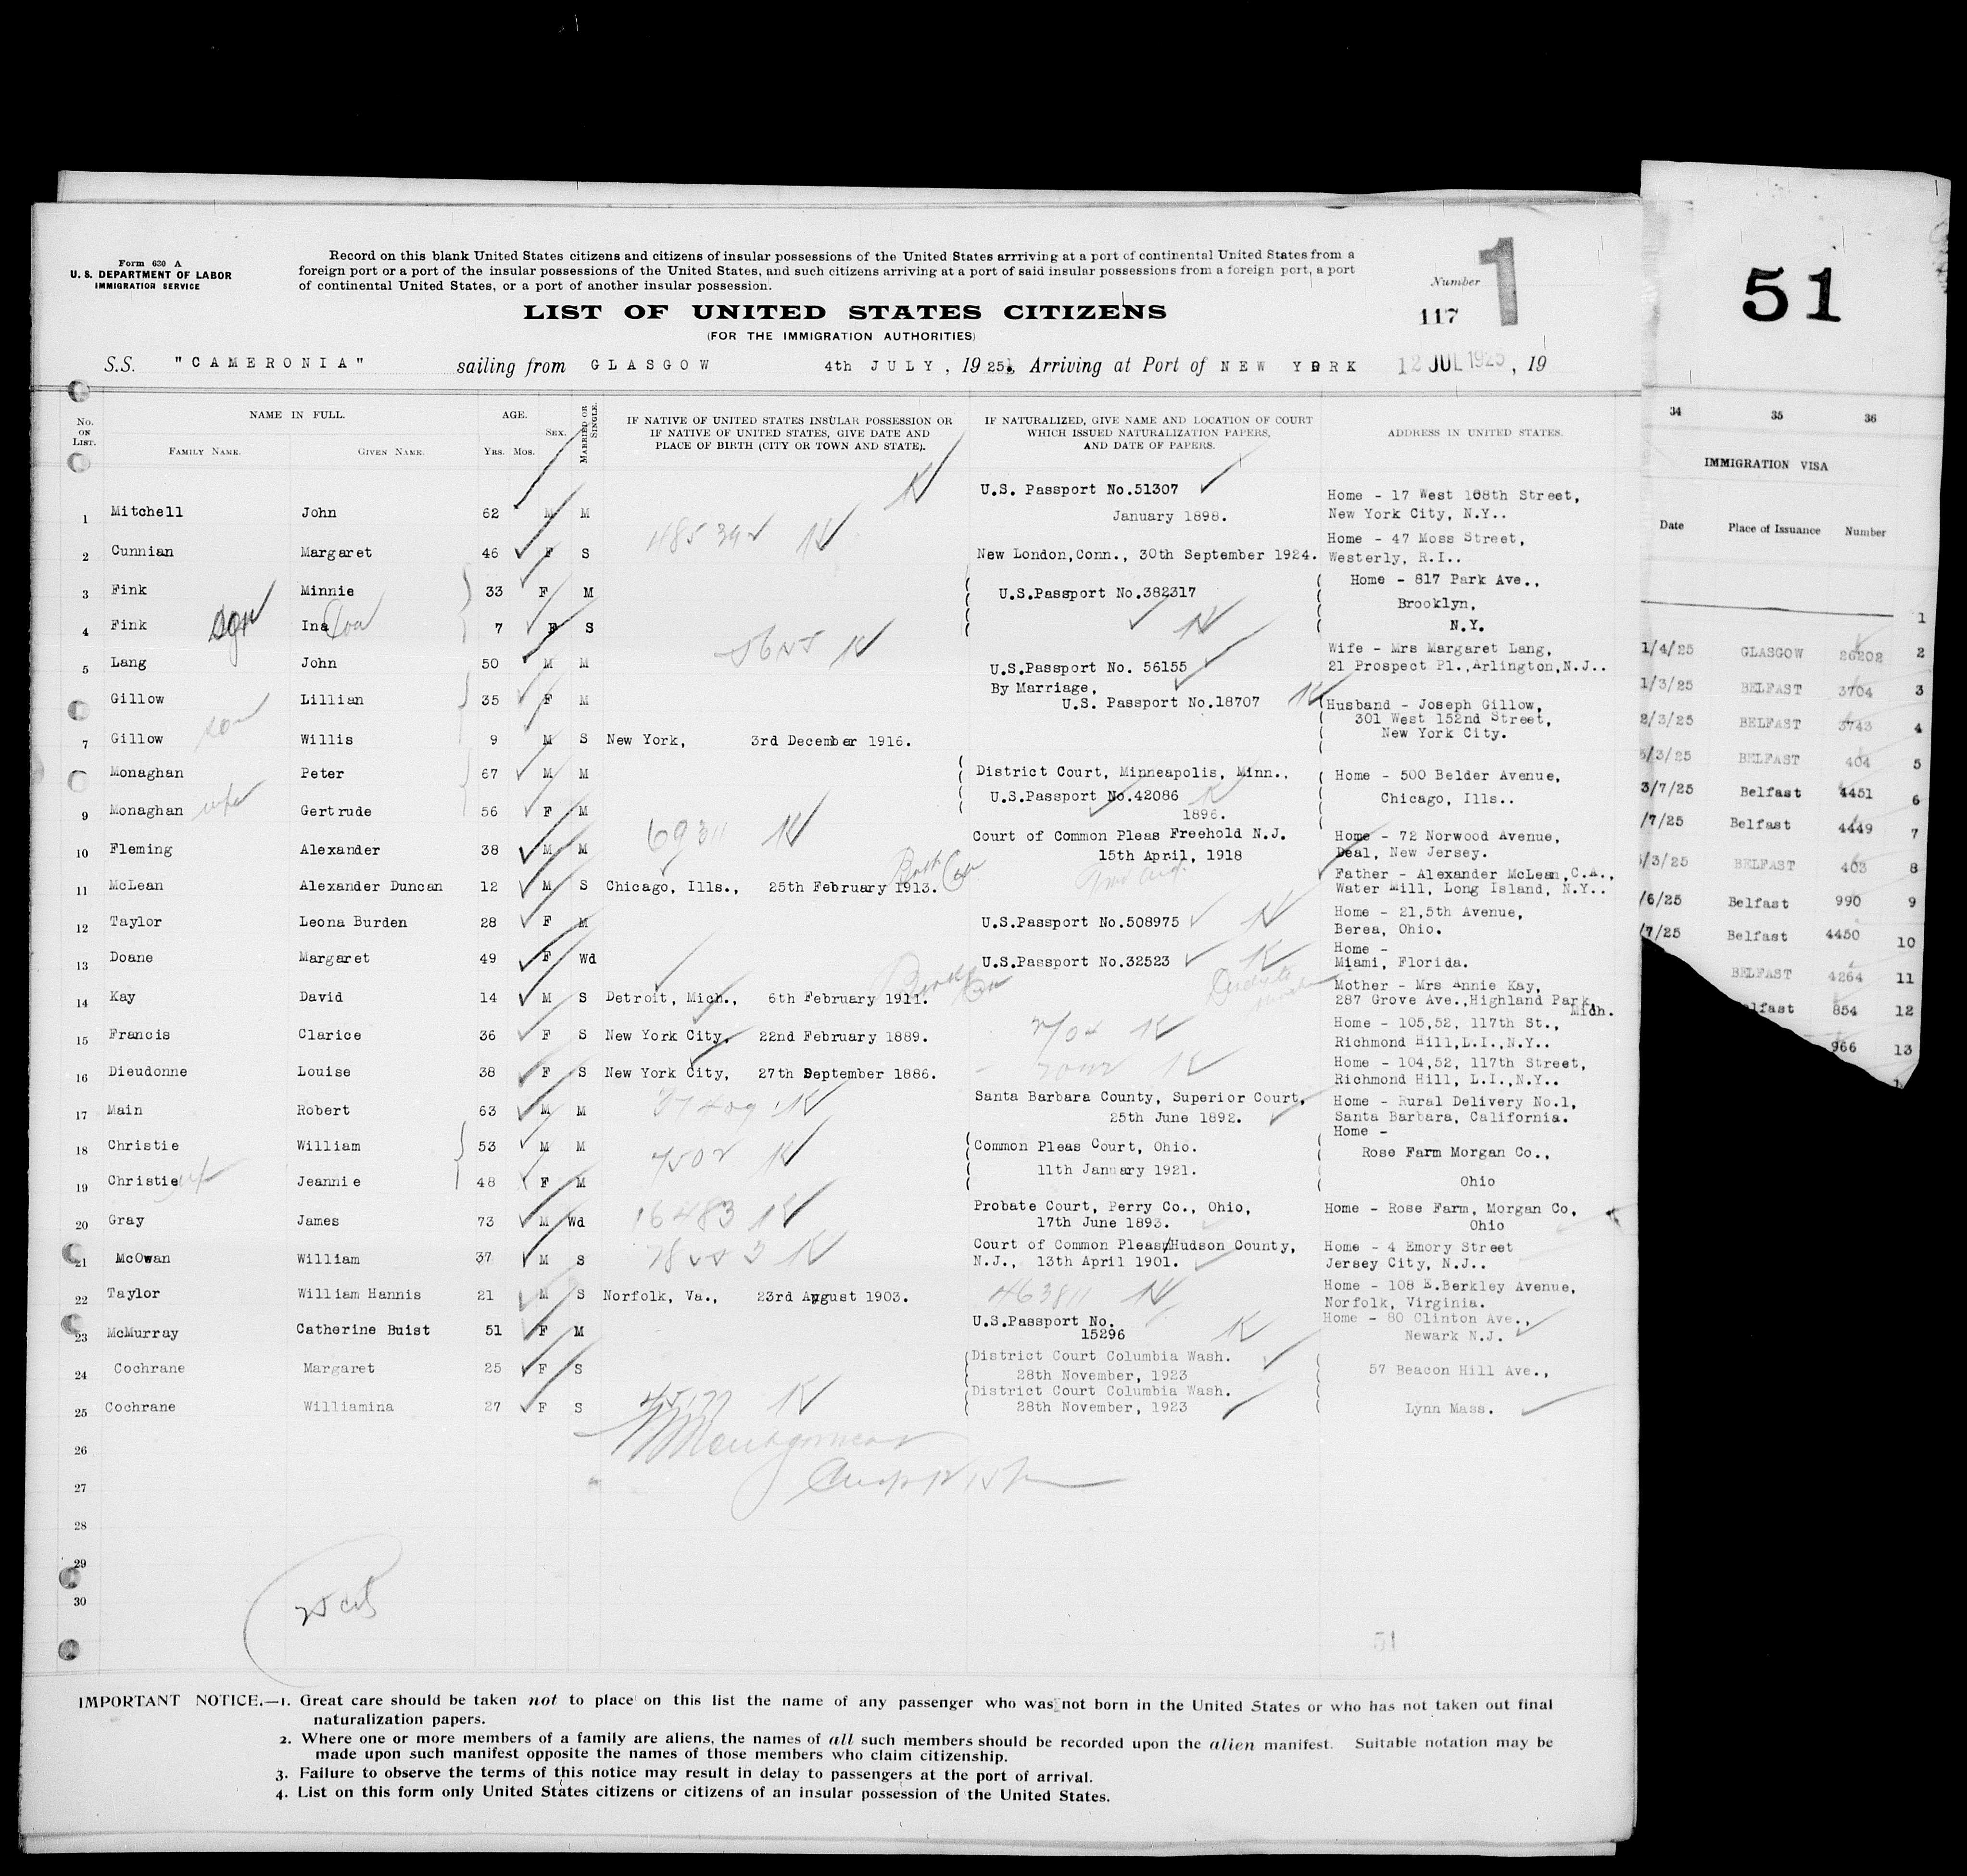 Form 630 A
U. S. DEPARTMENT OF LABOR
IMMIGRATION SERVICE
Record on this blank United States citizens and citizens of insular possessions of the United States arrriving at a port of continental United States from a
foreign port or a port of the insular possessions of the United States, and such citizens arriving at a port of said insular possessions from a foreign port, a port
of continental United States, or a port of another insular possession.
Number 1
117
51
LIST OF UNITED STATES CITIZENS
(FOR THE IMMIGRATION AUTHORITIES)
S.S. "CAMERONIA" sailing from GLASGOW 4th JULY, 1925. Arriving at Port of NEW YORK 12 JUL 1925, 19
No. ON LIST.
NAME IN FULL.
FAMILY NAME. GIVEN NAME.
AGE.
YRS. MOS.
SEX.
MARRIED OR SINGLE.
IF NATIVE OF UNITED STATES INSULAR POSSESSION OR
IF NATIVE OF UNITED STATES, GIVE DATE AND
PLACE OF BIRTH (CITY OR TOWN AND STATE).
IF NATURALIZED, GIVE NAME AND LOCATION OF COURT
WHICH ISSUED NATURALIZATION PAPERS,
AND DATE OF PAPERS.
ADDRESS IN UNITED STATES.
1 Mitchell John 62 M M U.S. Passport No.51307 Home - 17 West 108th Street,
January 1898. New York City, N.Y..
2 Cunnian Margaret 46 F S New London,Conn., 30th September 1924. Home - 47 Moss Street,
Westerly, R.I..
3 Fink Minnie 33 F M U.S.Passport No.382317 Home - 817 Park Ave.,
Brooklyn,
4 Fink Ina 7 F S N.Y.
5 Lang John 50 M M U.S.Passport No. 56155 Wife - Mrs Margaret Lang,
21 Prospect Pl.,Arlington,N.J..
Gillow Lillian 35 F M By Marriage,
U.S. Passport No.18707 Husband - Joseph Gillow,
301 West 152nd Street,
7 Gillow Willis 9 M S New York, 3rd December 1916. New York City.
Monaghan Peter 67 M M District Court, Minneapolis, Minn., Home - 500 Belder Avenue,
U.S.Passport No.42086 Chicago, Ills..
9 Monaghan wife Gertrude 56 F M 1896.
10 Fleming Alexander 38 M M 69311 Court of Common Pleas Freehold N.J. Home - 72 Norwood Avenue,
15th April, 1918 Deal, New Jersey.
11 McLean Alexander Duncan 12 M S Chicago, Ills., 25th February 1913. Father - Alexander McLean,C.A.,
Water Mill, Long Island, N.Y..
12 Taylor Leona Burden 28 F M U.S.Passport No.508975 Home - 21,5th Avenue,
Berea, Ohio.
13 Doane Margaret 49 F Wd U.S.Passport No.32523 Home -
Miami, Florida.
14 Kay David 14 M S Detroit, Mich., 6th February 1911. Mother - Mrs Annie Kay,
287 Grove Ave.,Highland Park,
Mich.
15 Francis Clarice 36 F S New York City, 22nd February 1889. Home - 105,52, 117th St.,
Richmond Hill,L.I.,N.Y..
16 Dieudonne Louise 38 F S New York City, 27th September 1886. Home - 104,52, 117th Street,
Richmond Hill, L.I.,N.Y..
17 Main Robert 63 M M Santa Barbara County, Superior Court, Home - Rural Delivery No.1,
25th June 1892. Santa Barbara, California.
18 Christie William 53 M M Common Pleas Court, Ohio. Home -
Rose Farm Morgan Co.,
11th January 1921.
19 Christie Jeannie 48 F M Ohio
20 Gray James 73 M Wd 16483 Probate Court, Perry Co., Ohio, Home - Rose Farm, Morgan Co,
17th June 1893. Ohio
21 McOwan William 37 M S Court of Common Pleas/Hudson County, Home - 4 Emory Street
N.J., 13th April 1901. Jersey City, N.J..
22 Taylor William Hannis 21 M S Norfolk, Va., 23rd August 1903. 463811 Home - 108 E.Berkley Avenue,
Norfolk, Virginia.
23 McMurray Catherine Buist 51 F M U.S.Passport No. Home - 80 Clinton Ave.,
15296 Newark N.J.
24 Cochrane Margaret 25 F S District Court Columbia Wash. 57 Beacon Hill Ave.,
28th November, 1923
25 Cochrane Williamina 27 F S District Court Columbia Wash.
28th November, 1923 Lynn Mass.
26
27
28
29
30
51
IMPORTANT NOTICE.—1. Great care should be taken not to place on this list the name of any passenger who was not born in the United States or who has not taken out final
naturalization papers.
2. Where one or more members of a family are aliens, the names of all such members should be recorded upon the alien manifest. Suitable notation may be
made upon such manifest opposite the names of those members who claim citizenship.
3. Failure to observe the terms of this notice may result in delay to passengers at the port of arrival.
4. List on this form only United States citizens or citizens of an insular possession of the United States.
34 35 36
IMMIGRATION VISA
Date Place of Issuance Number
1
1/4/25 GLASGOW 26202 2
1/3/25 BELFAST 3704 3
2/3/25 BELFAST 3743 4
5/3/25 BELFAST 404 5
3/7/25 Belfast 4451 6
/7/25 Belfast 4449 7
/3/25 BELFAST 403 8
/6/25 Belfast 990 9
/7/25 Belfast 4450 10
BELFAST 4264 11
elfast 854 12
966 13